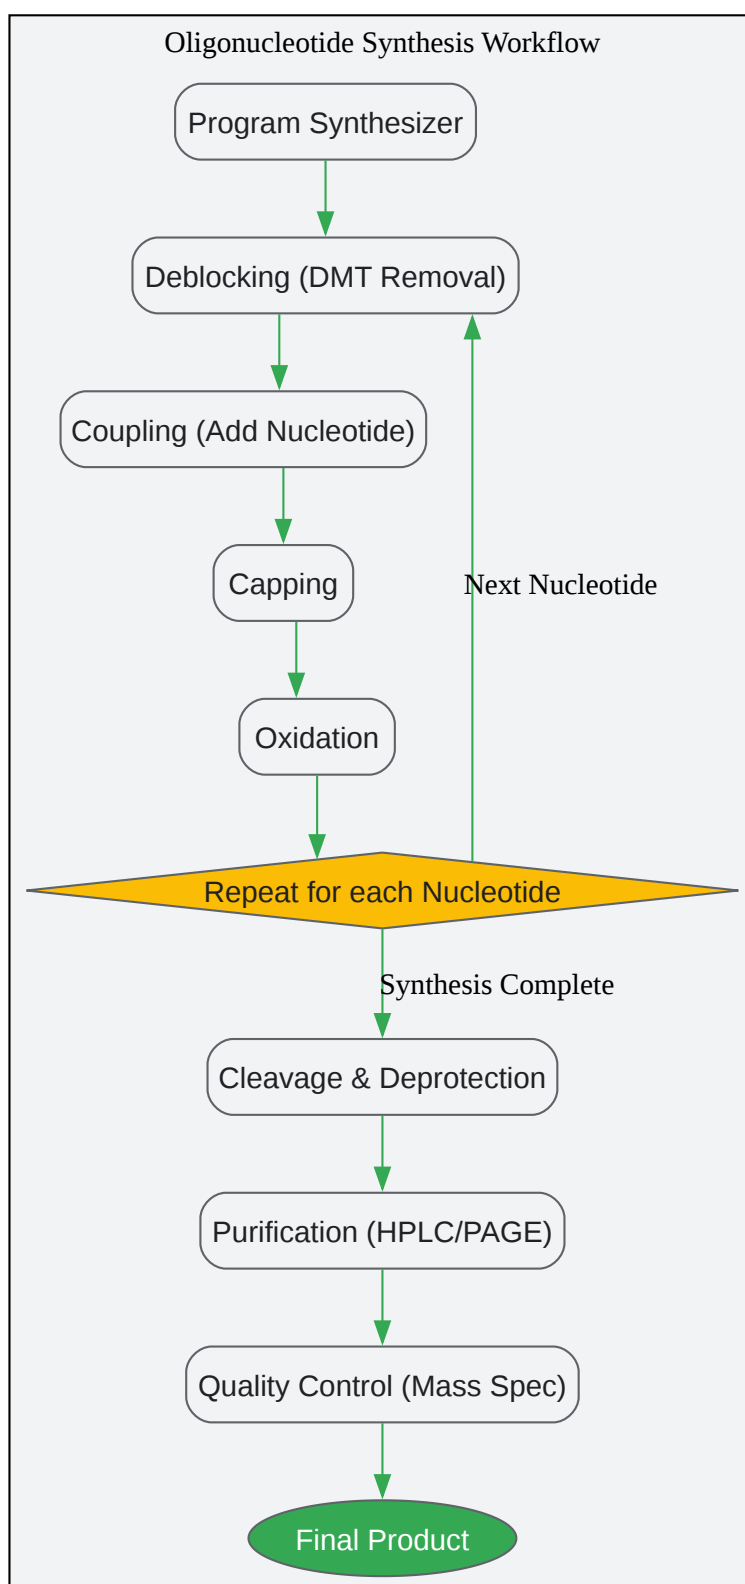 Oligonucleotide Synthesis Workflow
Program Synthesizer
Deblocking (DMT Removal)
Coupling (Add Nucleotide)
Capping
Next Nucleotide
Oxidation
Repeat for each Nucleotide
Synthesis Complete
Cleavage & Deprotection
Purification (HPLC/PAGE)
Quality Control (Mass Spec)
Final Product